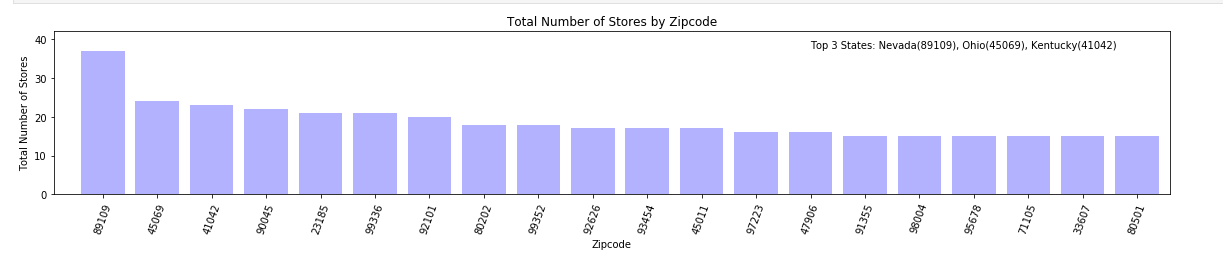 Total Number of Stores by Zipcode
Top 3 States: Nevada(89109), Ohio(45069), Kentucky(41042)
Total Number of Stores
40
30
20
10
0
89109 45069 41042 90045 23185 99336 92101 80202 99352 92626 93454 45011 97223 47906 91355 98004 95678 71105 33607 80501
Zipcode